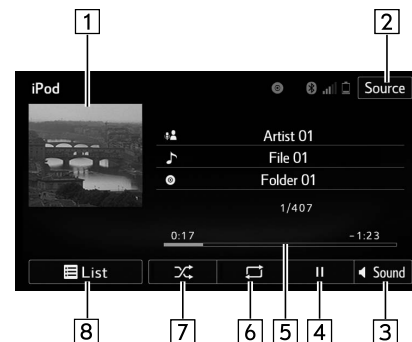 1
2
iPod
Source
Artist 01
File 01
Folder 01
1/407
0:17
-1:23
List
Sound
8
7
6
5
4
3